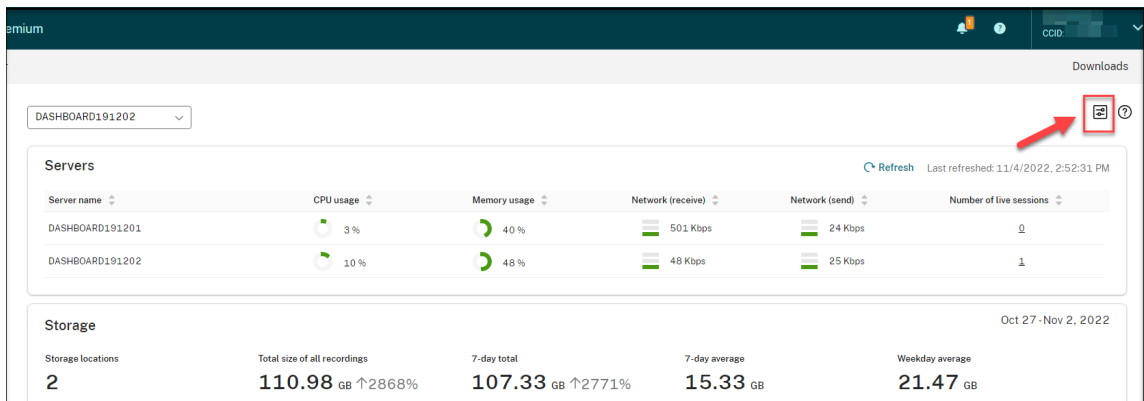 emium
1
?
CCID:
Downloads
DASHBOARD191202
?
Servers
Refresh Last refreshed: 11/4/2022, 2:52:31 PM
Server name CPU usage Memory usage Network (receive) Network (send) Number of live sessions
DASHBOARD191201 3 % 40 % 501 Kbps 24 Kbps 0
DASHBOARD191202 10 % 48 % 48 Kbps 25 Kbps 1
Storage Oct 27 - Nov 2, 2022
Storage locations Total size of all recordings 7-day total 7-day average Weekday average
2 110.98 GB ↑2868% 107.33 GB ↑2771% 15.33 GB 21.47 GB